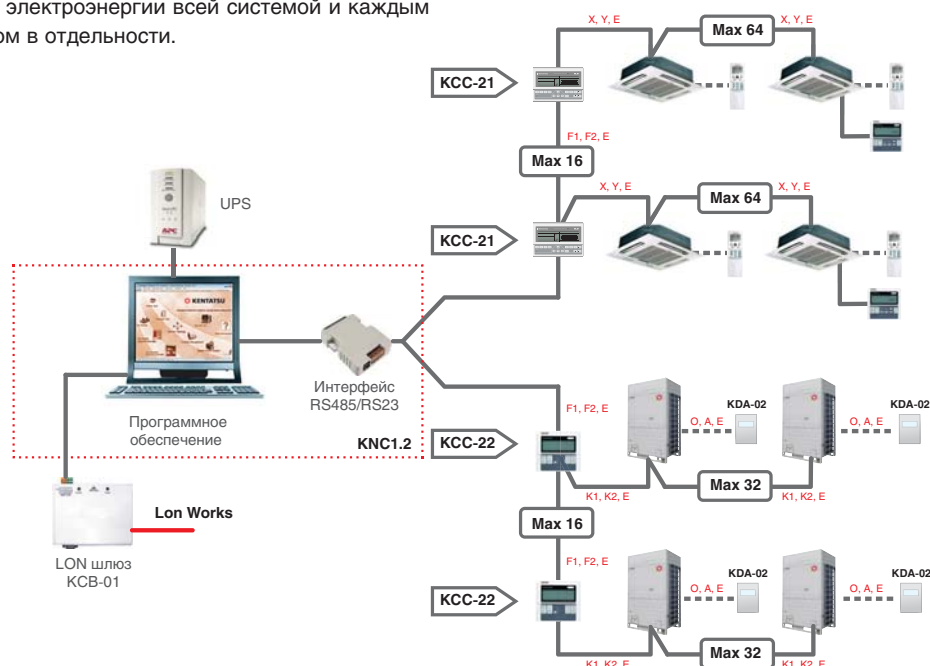 электроэнергии всей системой и каждым
ом в отдельности.
X, Y, E
Max 64
X, Y, E
KCC-21
F1, F2, E
Max 16
X, Y, E
Max 64
X, Y, E
KCC-21
UPS
APC
KENTATSU
Программное
обеспечение
Интерфейс
RS485/RS23
KNC1.2
F1, F2, E
KCC-22
O, A, E
KDA-02
O, A, E
KDA-02
K1, K2, E
Max 32
K1, K2, E
Max 16
Lon Works
LON шлюз
KCB-01
F1, F2, E
KCC-22
O, A, E
KDA-02
O, A, E
KDA-02
K1, K2, E
Max 32
K1, K2, E